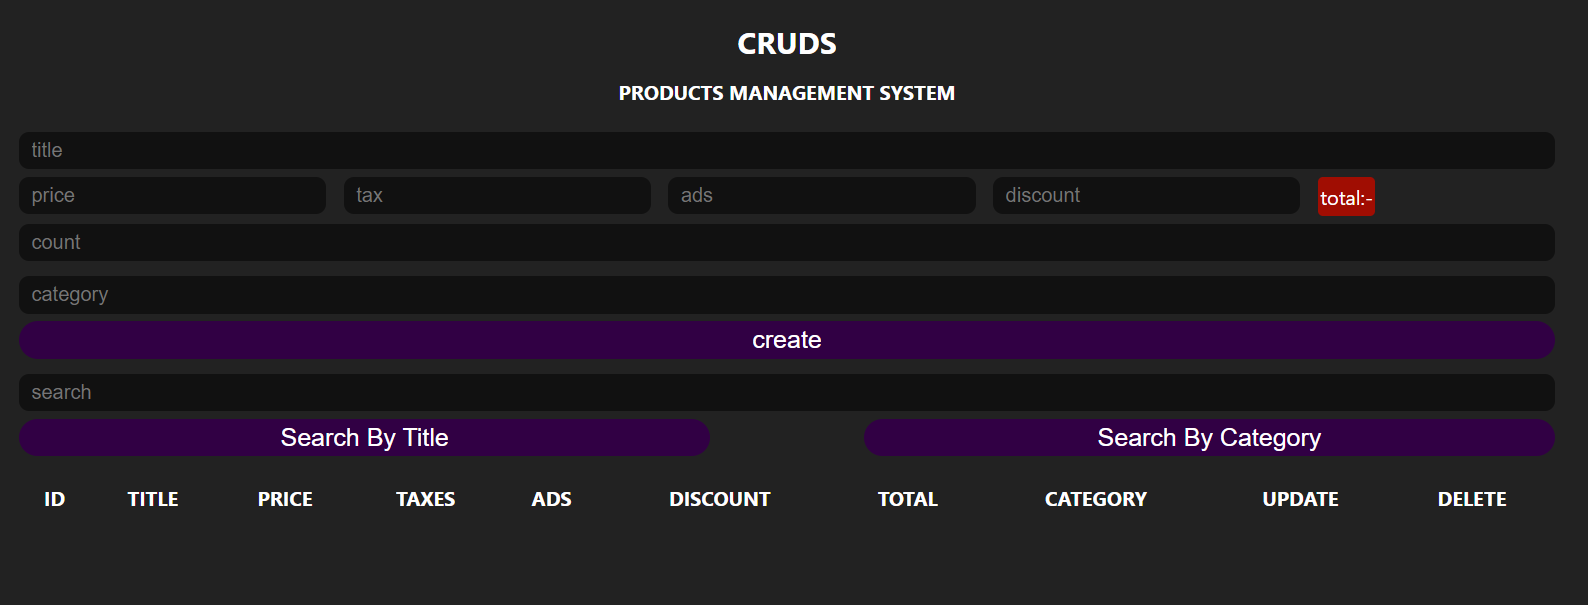 CRUDS
PRODUCTS MANAGEMENT SYSTEM
title
price tax ads discount total:-
count
category
create
search
Search By Title Search By Category
ID TITLE PRICE TAXES ADS DISCOUNT TOTAL CATEGORY UPDATE DELETE